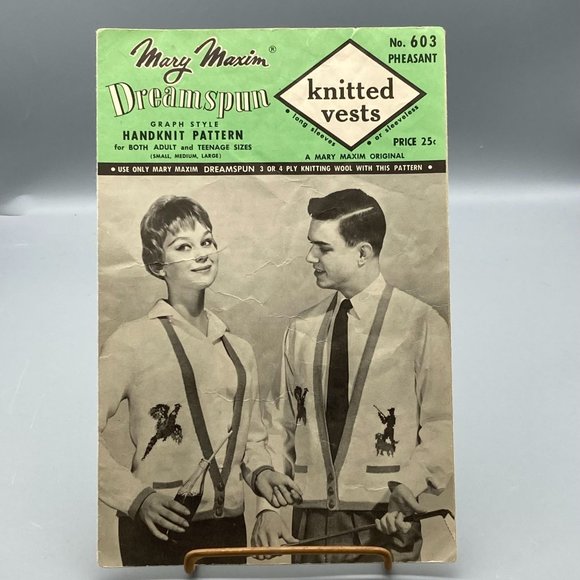 Mary Maxim ®
Dreamspun
GRAPH STYLE
HANDKNIT PATTERN
for BOTH ADULT and TEENAGE SIZES
(SMALL, MEDIUM, LARGE)
knitted
vests
• long sleeves • or sleeveless
No. 603
PHEASANT
PRICE 25¢
A MARY MAXIM ORIGINAL
• USE ONLY MARY MAXIM DREAMSPUN 3 OR 4 PLY KNITTING WOOL WITH THIS PATTERN •